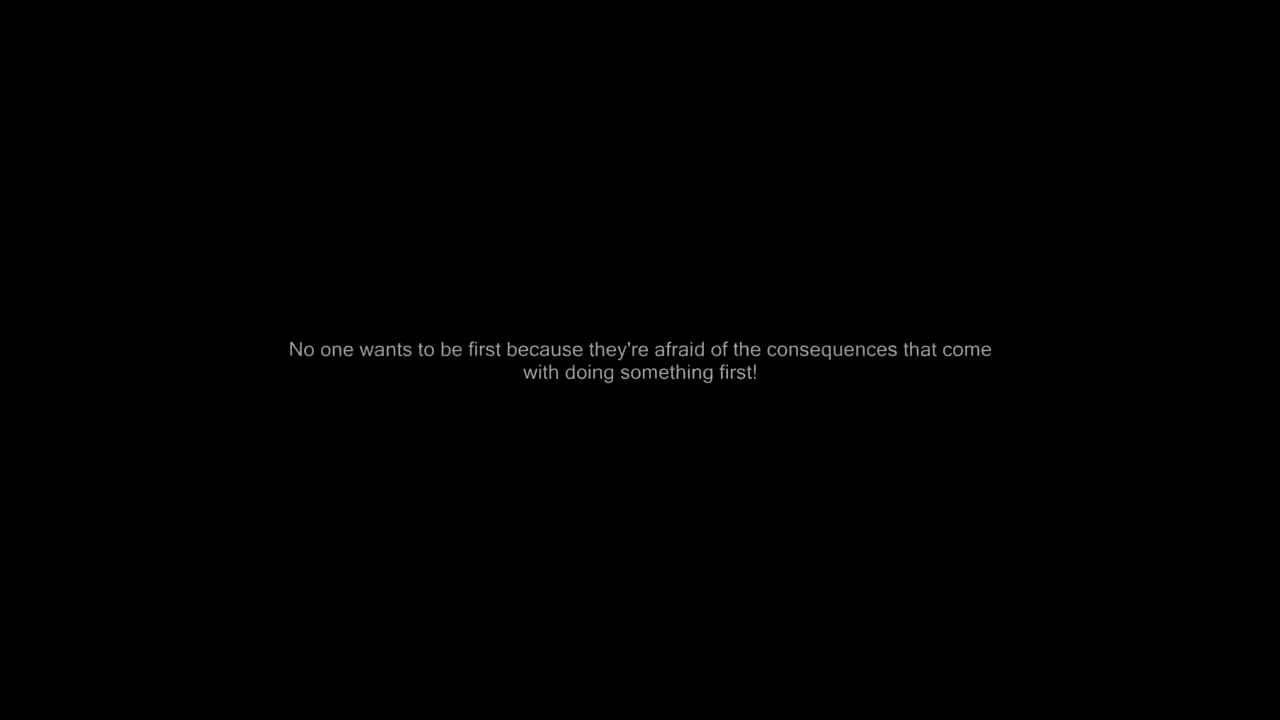 No one wants to be first because they're afraid of the consequences that come
with doing something first!